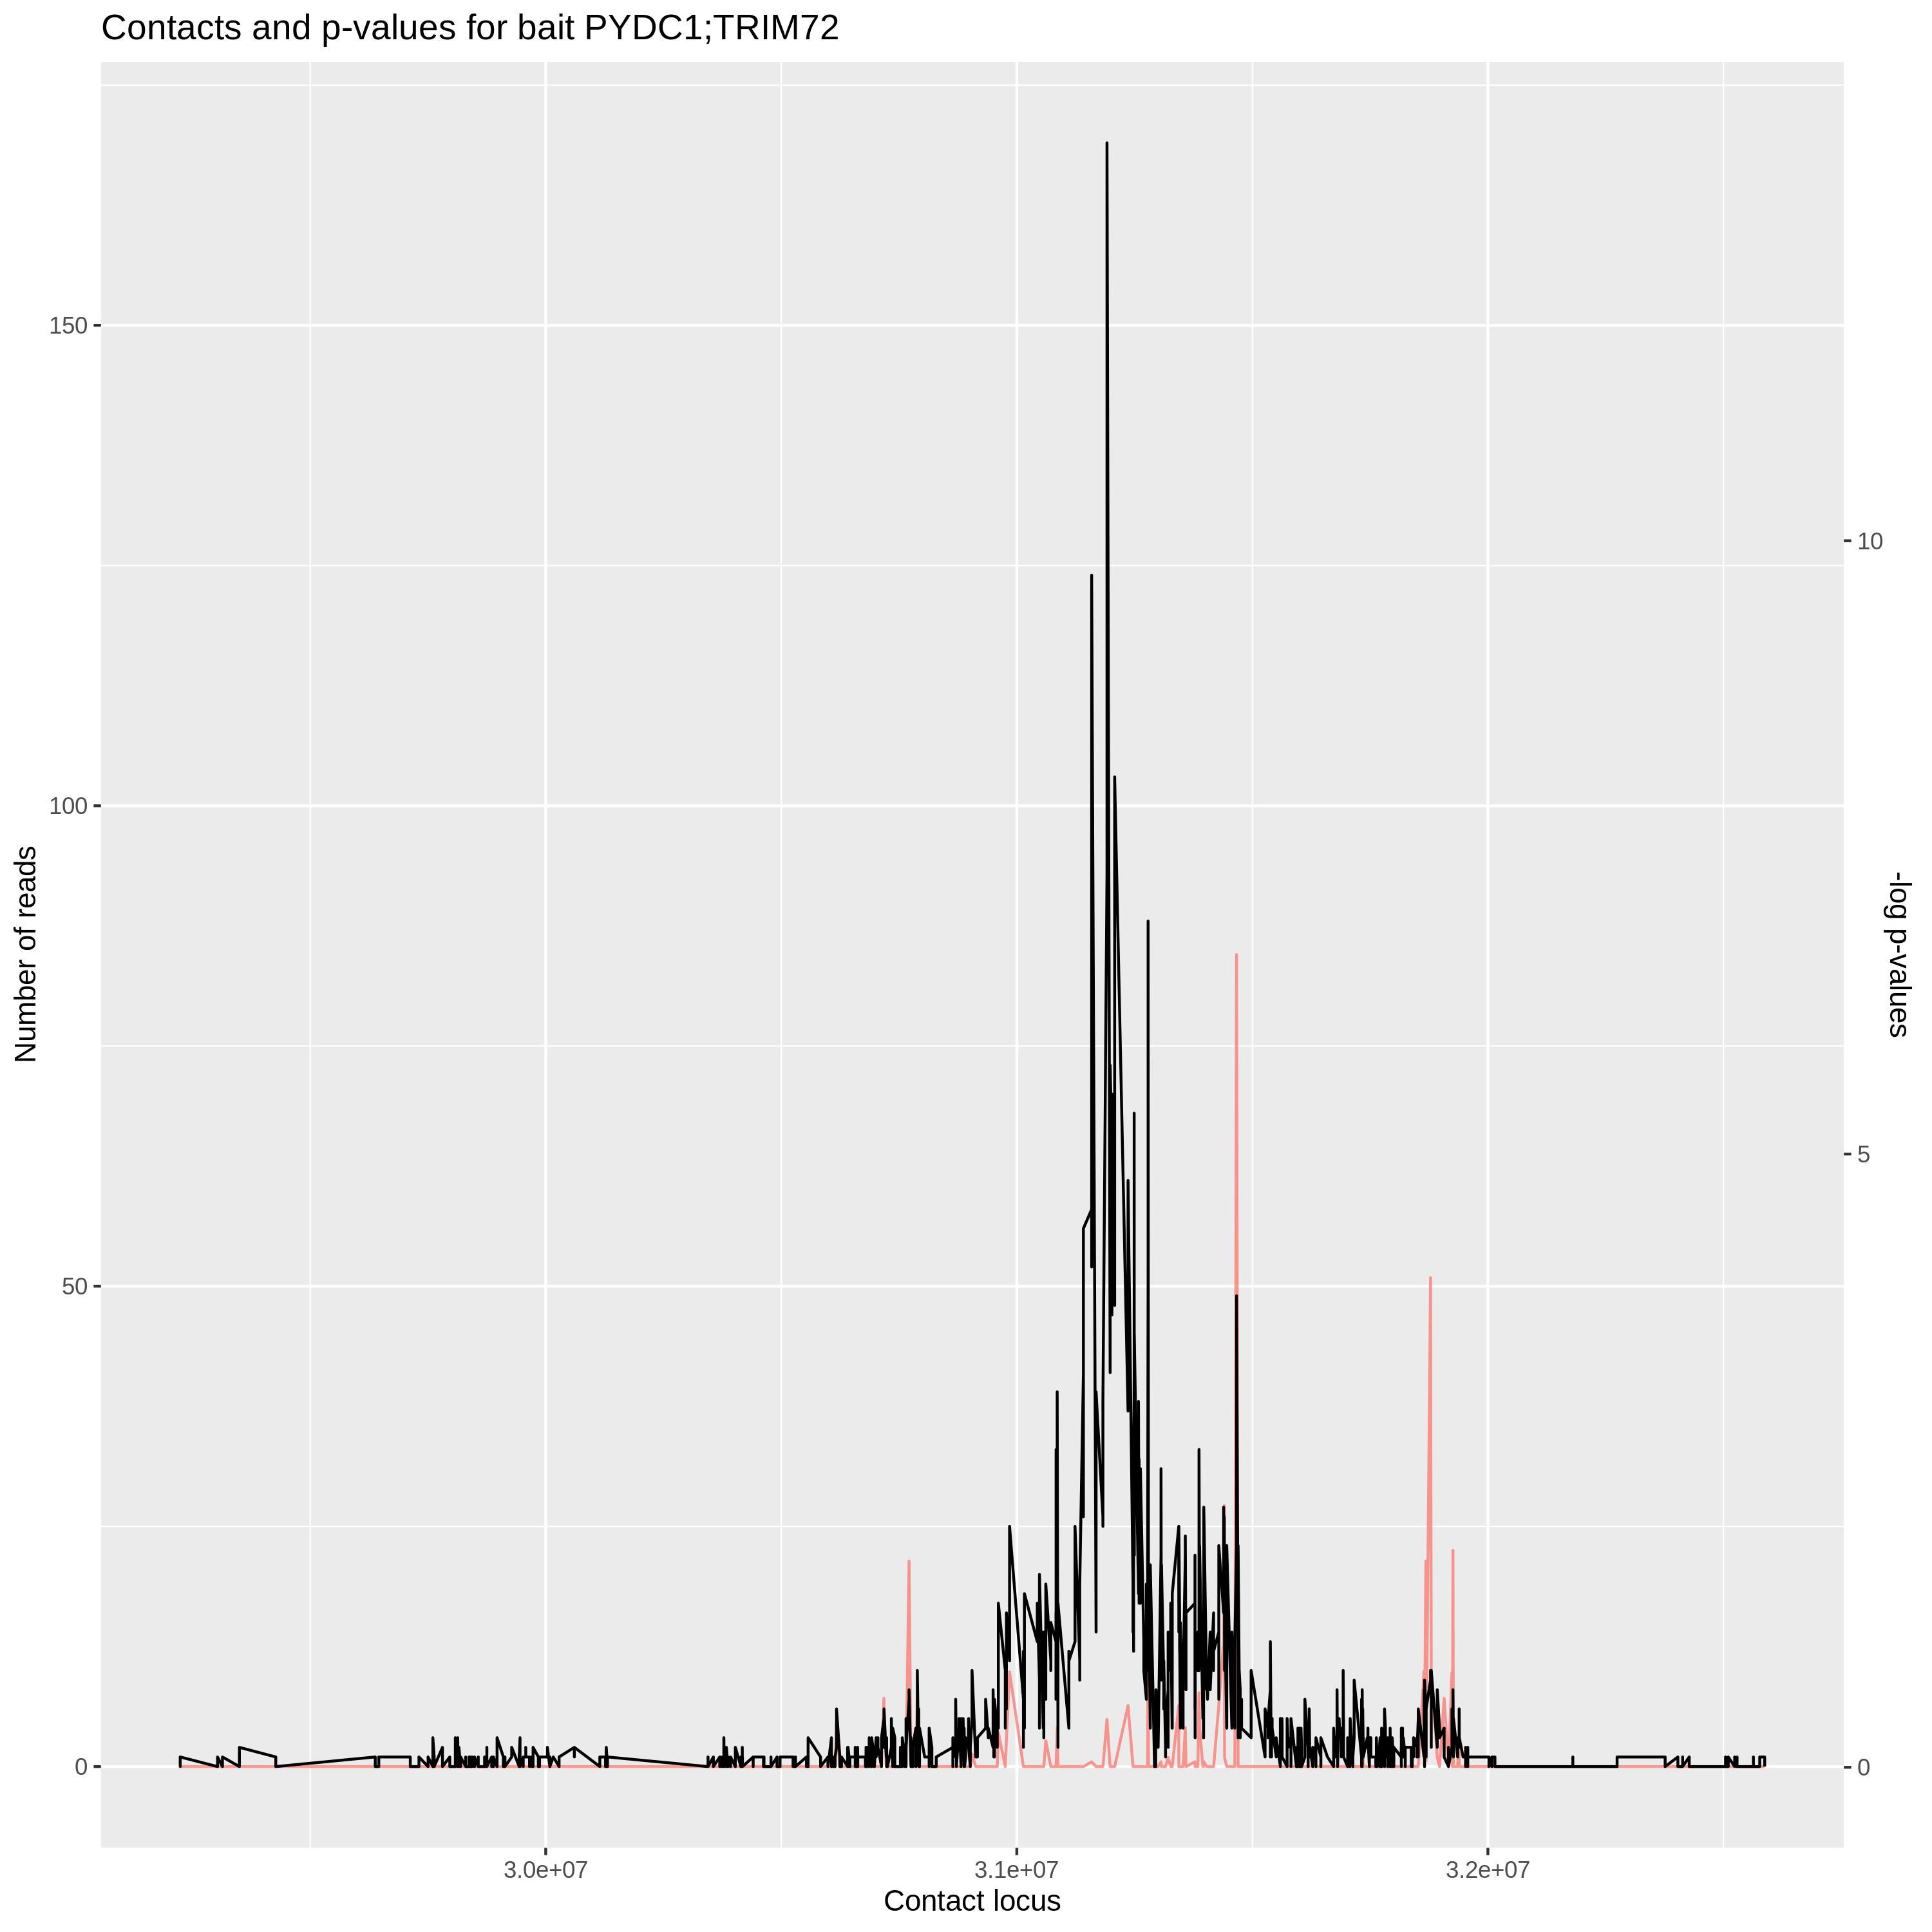 Contacts and p-values for bait PYDC1;TRIM72
150
100
50
0
Number of reads
10
5
0
-log p-values
3.0e+07
3.1e+07
3.2e+07
Contact locus